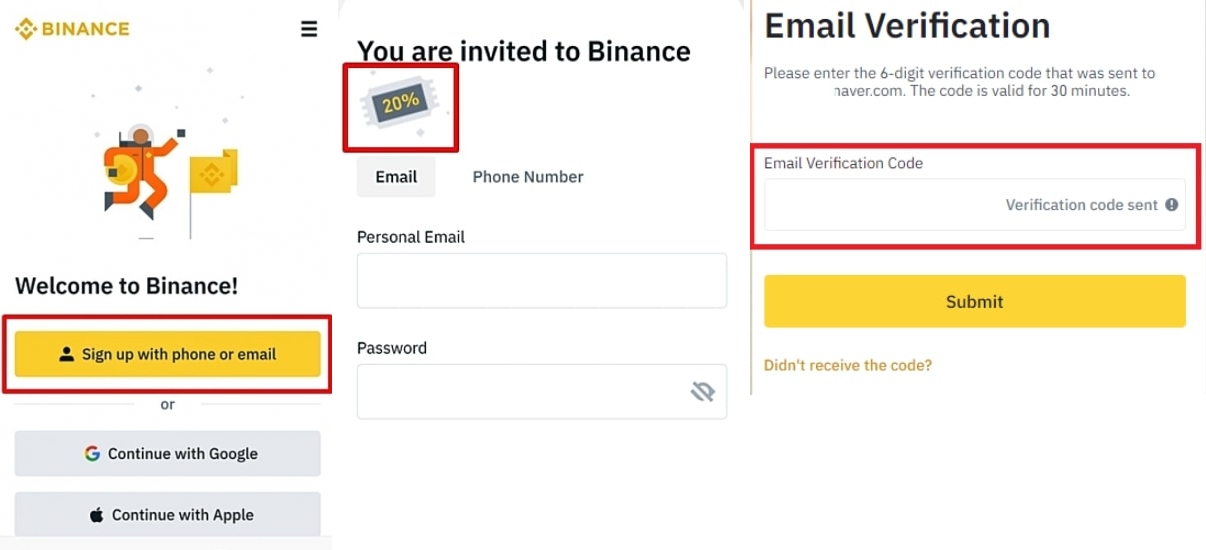 BINANCE
Welcome to Binance!
Sign up with phone or email
or
Continue with Google
Continue with Apple
You are invited to Binance
20%
Email
Phone Number
Personal Email
Password
Email Verification
Please enter the 6-digit verification code that was sent to
naver.com. The code is valid for 30 minutes.
Email Verification Code
Verification code sent
Submit
Didn't receive the code?